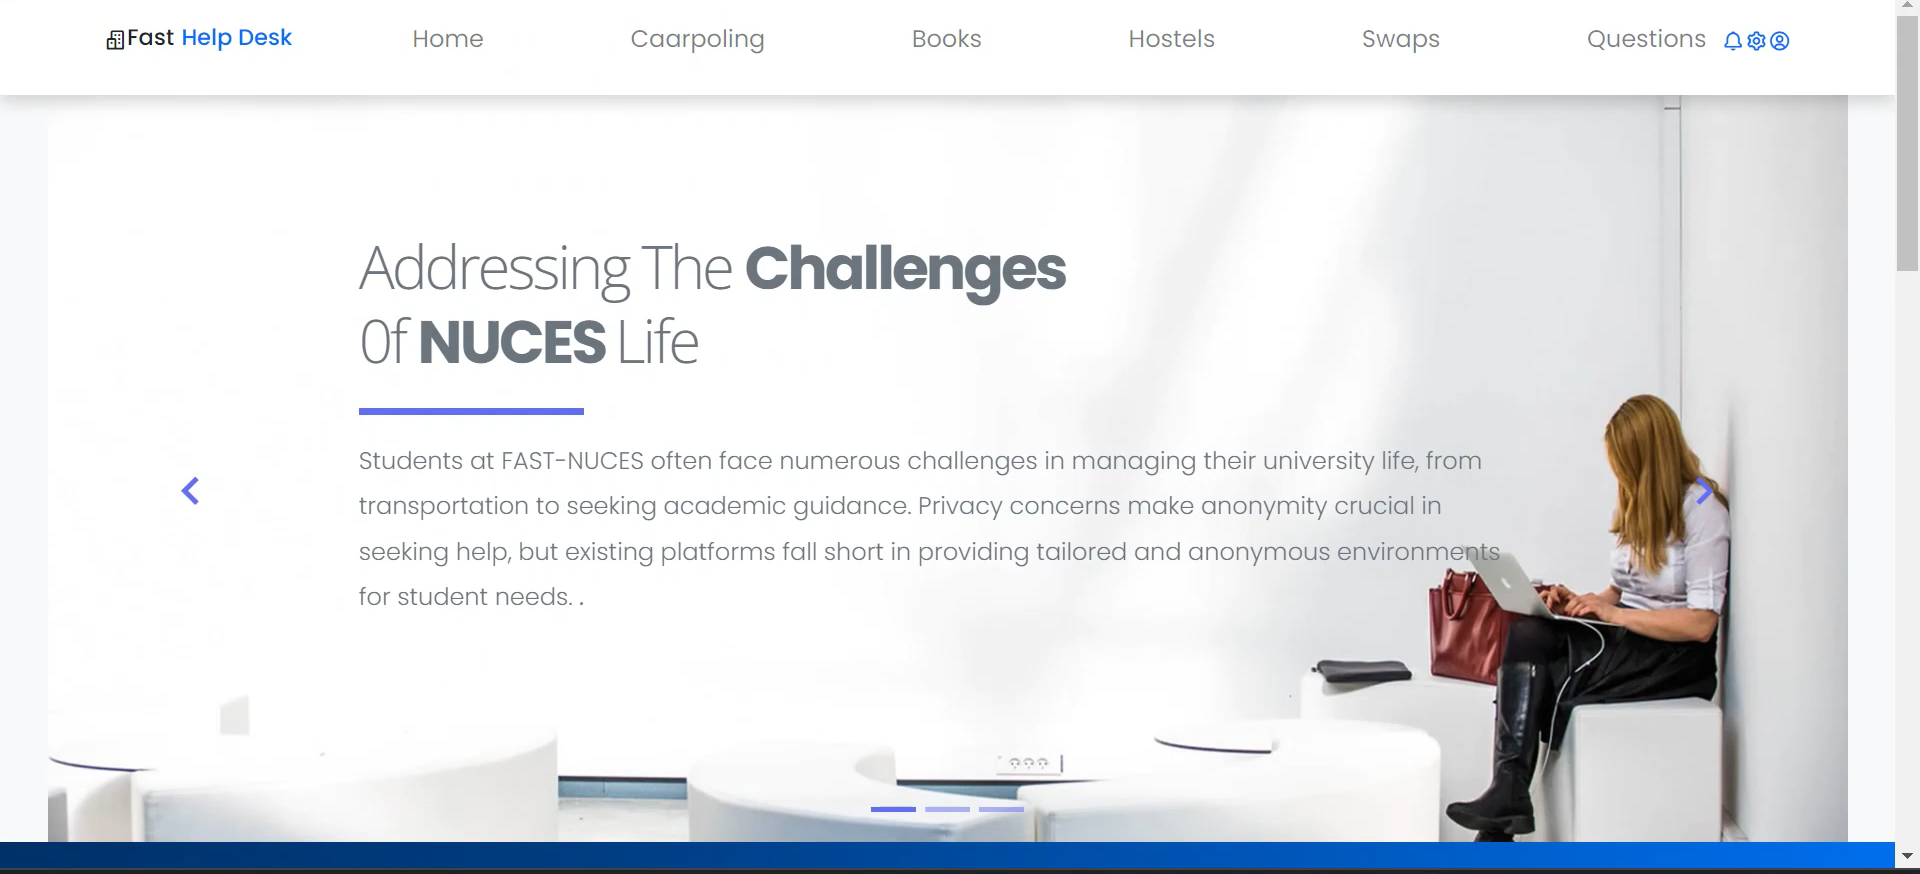 Fast Help Desk
Home
Caarpoling
Books
Hostels
Swaps
Questions
Addressing The Challenges
0f NUCES Life
Students at FAST-NUCES often face numerous challenges in managing their university life, from
transportation to seeking academic guidance. Privacy concerns make anonymity crucial in
seeking help, but existing platforms fall short in providing tailored and anonymous environments
for student needs. .